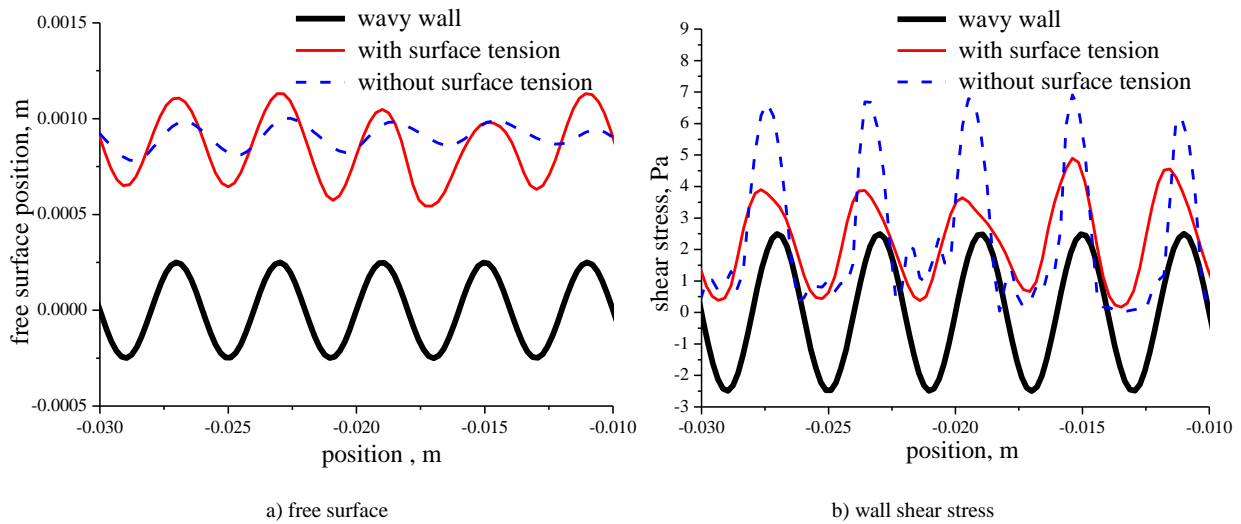 wavy wall
with surface tension
without surface tension
0.0015
0.0010
0.0005
0.0000
-0.0005
free surface position, m
-0.030
-0.025
-0.020
-0.015
-0.010
position , m
a) free surface
wavy wall
with surface tension
without surface tension
9
8
7
6
5
4
3
2
1
0
-1
-2
-3
shear stress, Pa
-0.030
-0.025
-0.020
-0.015
-0.010
position, m
b) wall shear stress